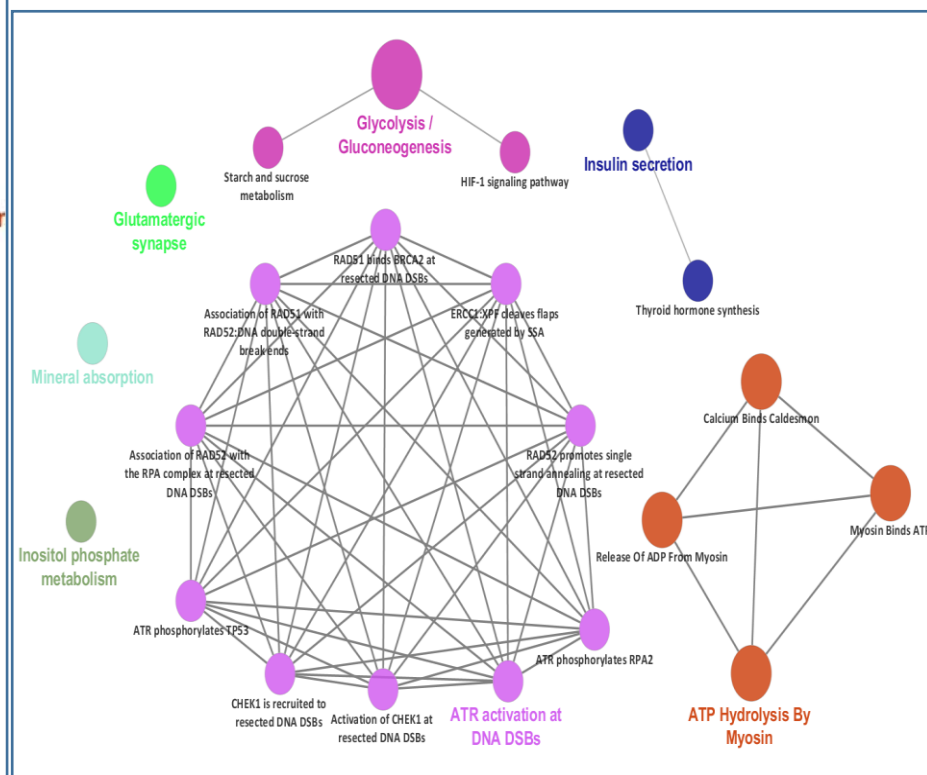 Glycolysis /
Gluconeogenesis
Starch and sucrose
metabolism
HIF-1 signaling pathway
Insulin secretion
Thyroid hormone synthesis
Glutamatergic
synapse
r
Mineral absorption
Inositol phosphate
metabolism
RAD51 binds BRCA2 at
resected DNA DSBs
Association of RAD51 with
RAD52:DNA double-strand
break ends
ERCC1:XPF cleaves flaps
generated by SSA
Association of RAD52 with
the RPA complex at resected
DNA DSBs
RAD52 promotes single
strand annealing at resected
DNA DSBs
ATR phosphorylates TP53
ATR phosphorylates RPA2
CHEK1 is recruited to
resected DNA DSBs
Activation of CHEK1 at
resected DNA DSBs
ATR activation at
DNA DSBs
Calcium Binds Caldesmon
Release Of ADP From Myosin
Myosin Binds ATP
ATP Hydrolysis By
Myosin